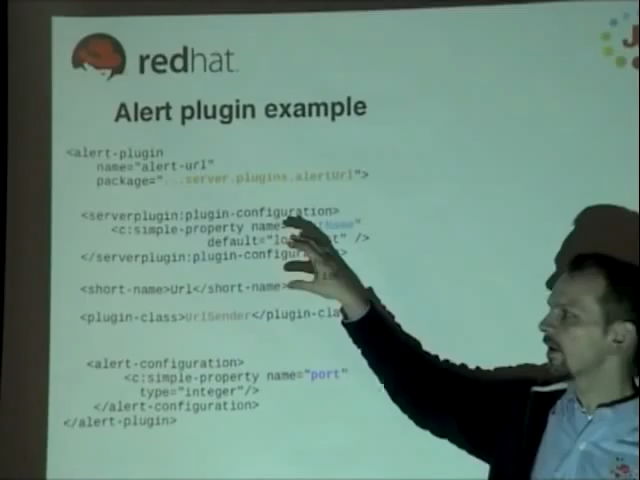 redhat.
Alert plugin example
<alert-plugin
name="alert-url"
package="...server.plugins.alertUrl">
<serverplugin:plugin-configuration>
<c:simple-property name="
default=" />
</serverplugin:plugin-
<short-name>Url</short-name>
<plugin-class>UrlSender</plugin-cla
<alert-configuration>
<c:simple-property name="port"
type="integer"/>
</alert-configuration>
</alert-plugin>